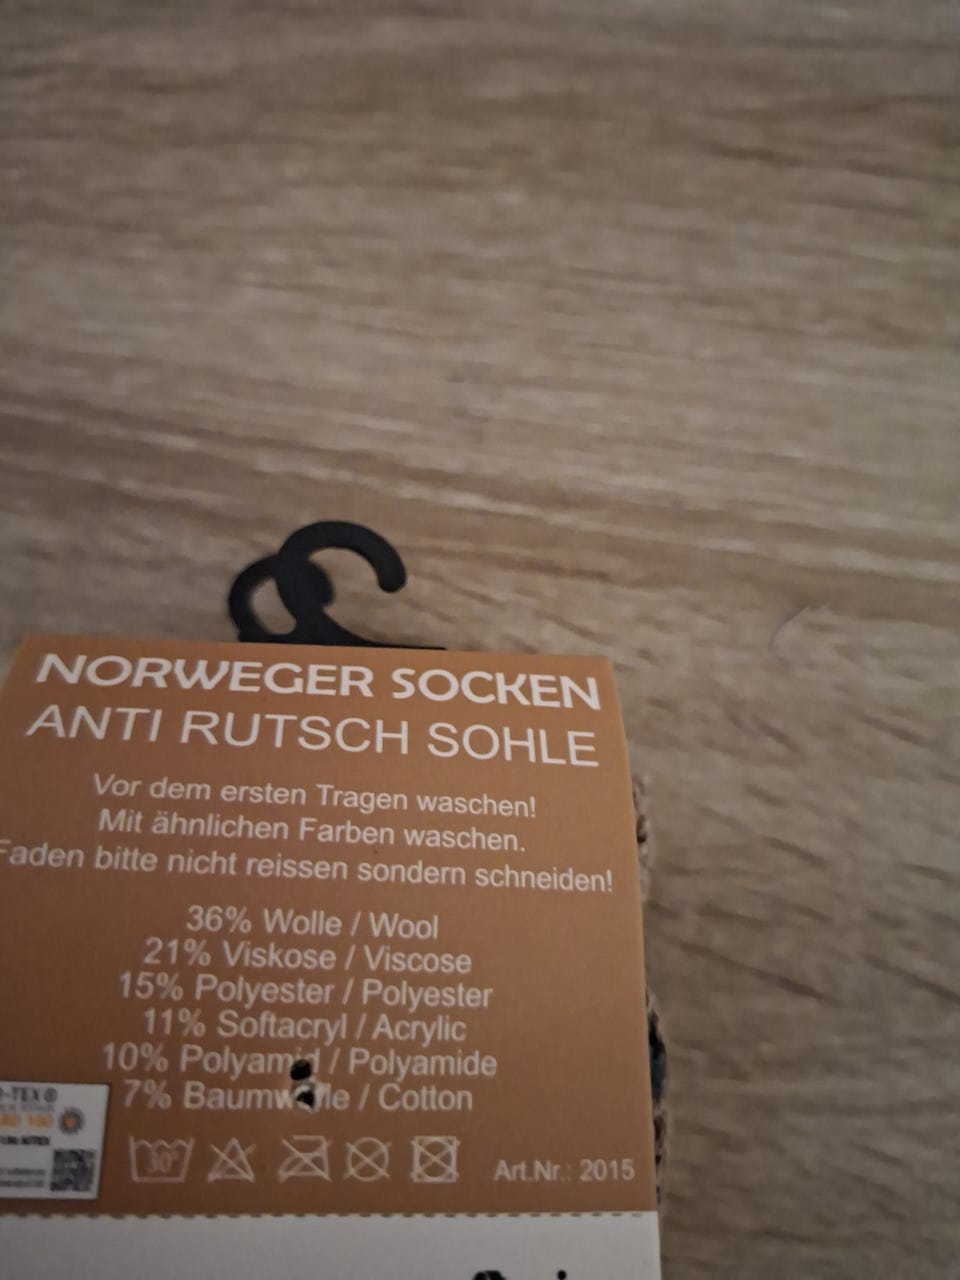 NORWEGER SOCKEN
ANTI RUTSCH SOHLE
Vor dem ersten Tragen waschen!
Mit ähnlichen Farben waschen.
Faden bitte nicht reissen sondern schneiden!
36% Wolle / Wool
21% Viskose / Viscose
15% Polyester / Polyester
11% Softacryl / Acrylic
10% Polyamid / Polyamide
7% Baumwolle / Cotton
-TEX®
30°
Art.Nr.: 2015